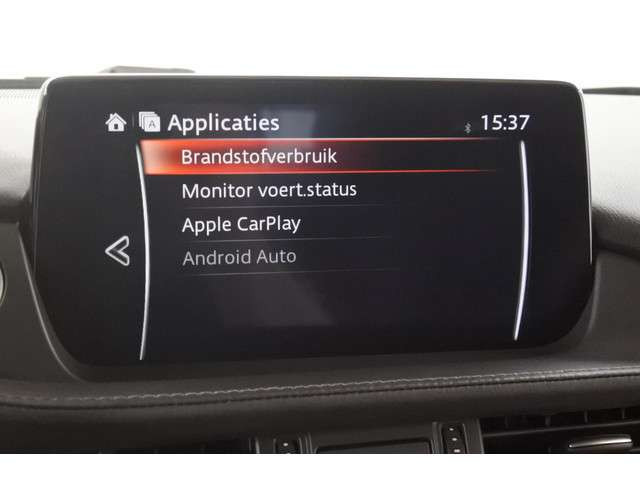 A Applicaties 15:37
Brandstofverbruik
Monitor voert.status
Apple CarPlay
Android Auto